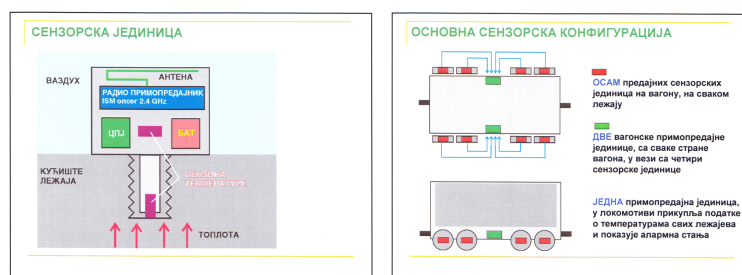 СЕНЗОРСКА ЈЕДИНИЦА
ВАЗДУХ
АНТЕНА
РАДИО ПРИМОПРЕДАЈНИК
ISM опсег 2.4 GHz
ЦПЈ
БАТ
КУЋИШТЕ
ЛЕЖАЈА
СЕНЗОРИ
ТЕМПЕРАТУРЕ
ТОПЛОТА
ОСНОВНА СЕНЗОРСКА КОНФИГУРАЦИЈА
ОСАМ предајних сензорских
јединица на вагону, на сваком
лежају
ДВЕ вагонске примопредајне
јединице, са сваке стране
вагона, у вези са четири
сензорске јединице
ЈЕДНА примопредајна јединица,
у локомотиви прикупља податке
о температурама свих лежајева
и показује алармна стања